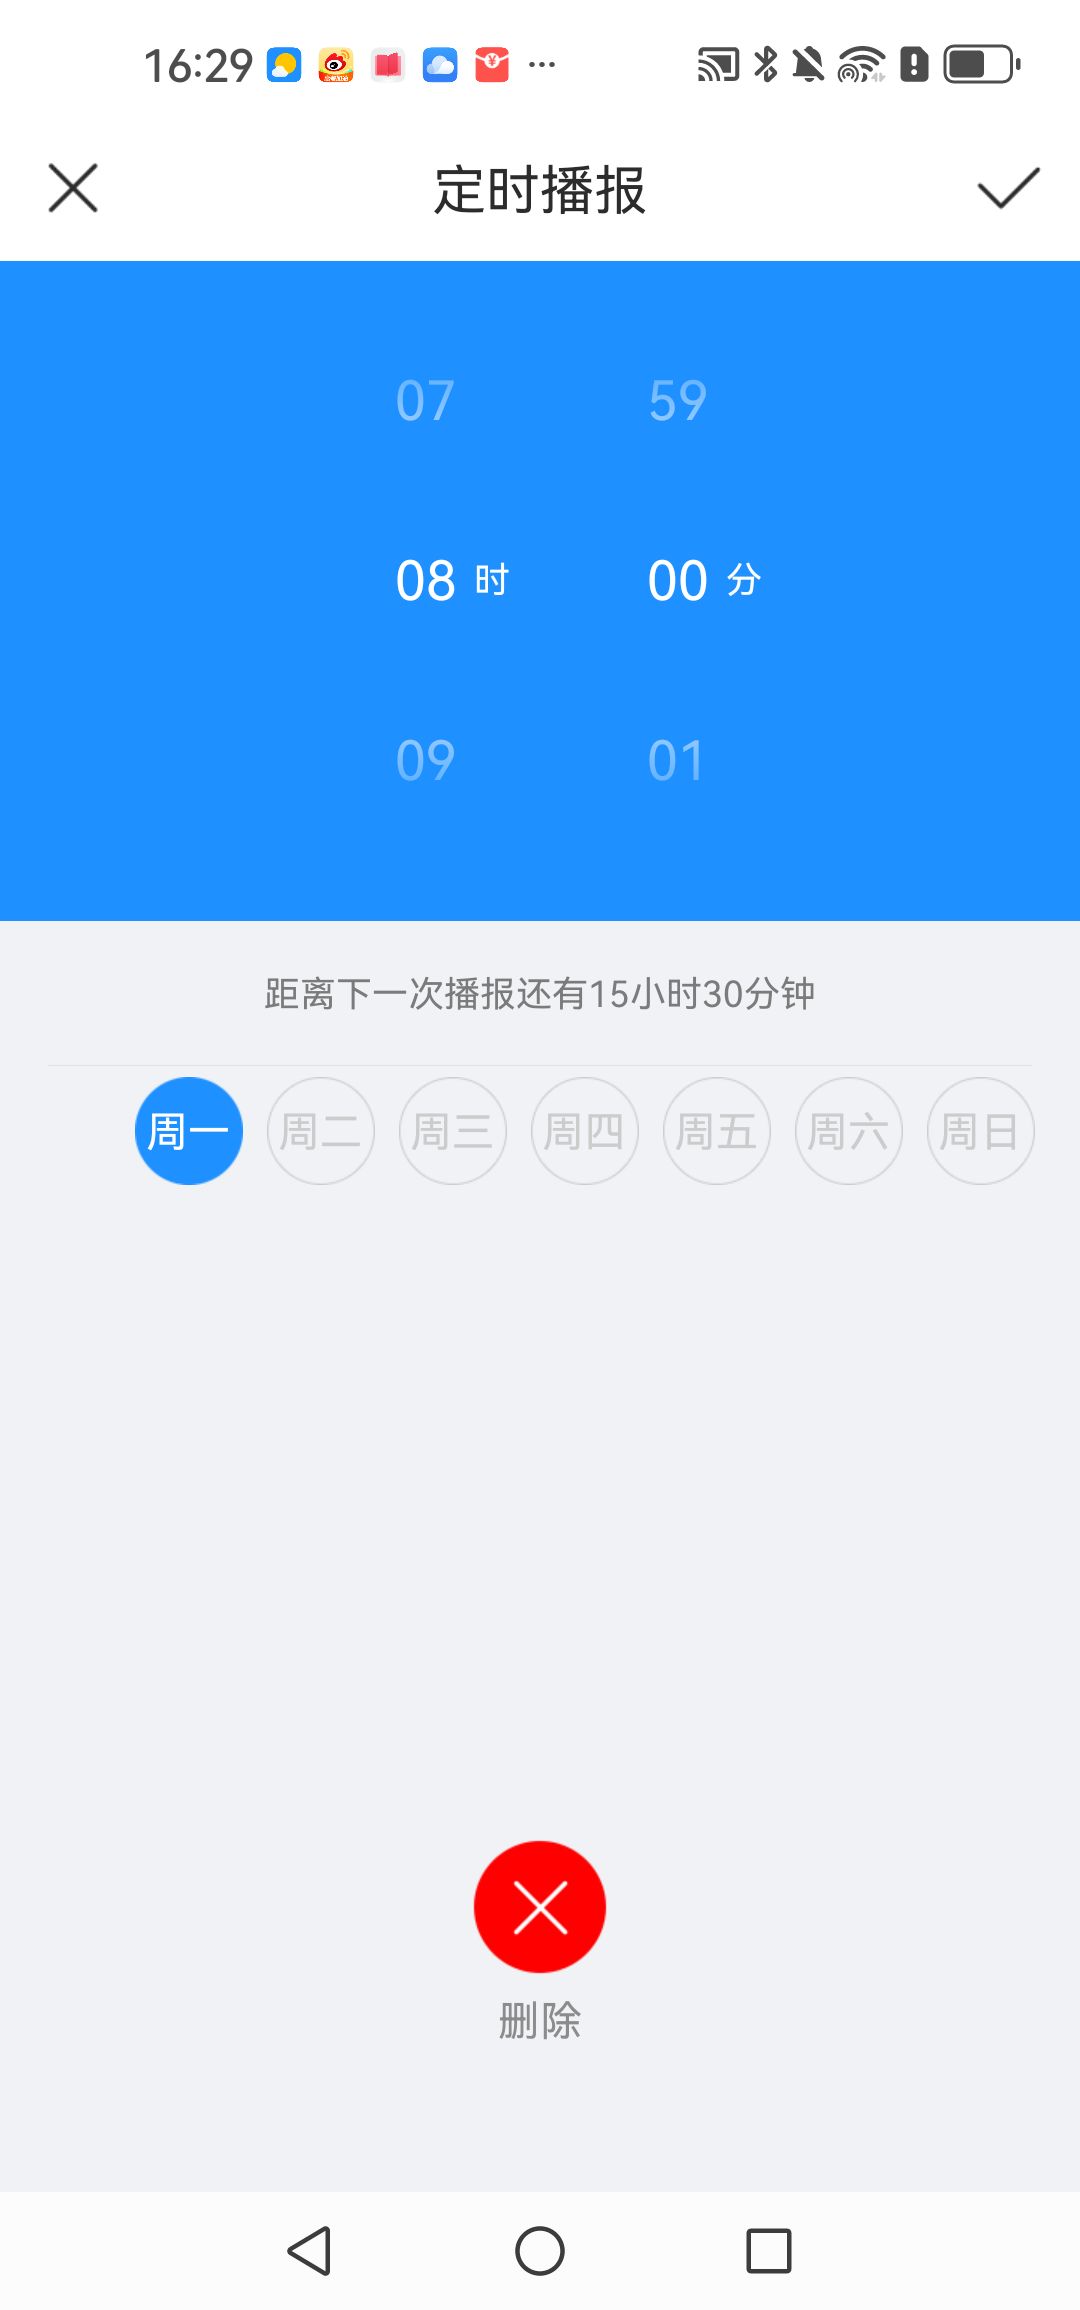 16:29
定时播报
07 59
08 时 00 分
09 01
距离下一次播报还有15小时30分钟
周一 周二 周三 周四 周五 周六 周日
删除